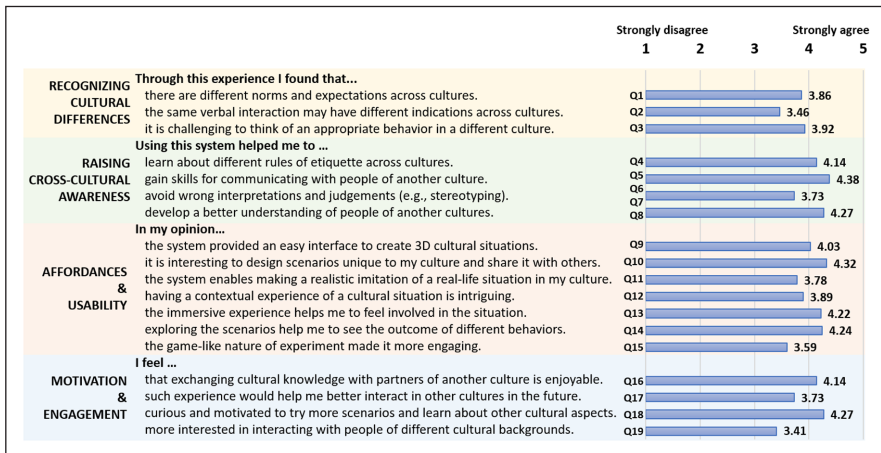 Strongly disagree Strongly agree
1 2 3 4 5
RECOGNIZING CULTURAL DIFFERENCES
Through this experience I found that...
there are different norms and expectations across cultures. Q1 3.86
the same verbal interaction may have different indications across cultures. Q2 3.46
it is challenging to think of an appropriate behavior in a different culture. Q3 3.92
RAISING CROSS-CULTURAL AWARENESS
Using this system helped me to ...
learn about different rules of etiquette across cultures. Q4 4.14
gain skills for communicating with people of another culture. Q5 4.38
Q6
avoid wrong interpretations and judgements (e.g., stereotyping). Q7 3.73
develop a better understanding of people of another cultures. Q8 4.27
AFFORDANCES & USABILITY
In my opinion...
the system provided an easy interface to create 3D cultural situations. Q9 4.03
it is interesting to design scenarios unique to my culture and share it with others. Q10 4.32
the system enables making a realistic imitation of a real-life situation in my culture. Q11 3.78
having a contextual experience of a cultural situation is intriguing. Q12 3.89
the immersive experience helps me to feel involved in the situation. Q13 4.22
exploring the scenarios help me to see the outcome of different behaviors. Q14 4.24
the game-like nature of experiment made it more engaging. Q15 3.59
MOTIVATION & ENGAGEMENT
I feel ...
that exchanging cultural knowledge with partners of another culture is enjoyable. Q16 4.14
such experience would help me better interact in other cultures in the future. Q17 3.73
curious and motivated to try more scenarios and learn about other cultural aspects. Q18 4.27
more interested in interacting with people of different cultural backgrounds. Q19 3.41